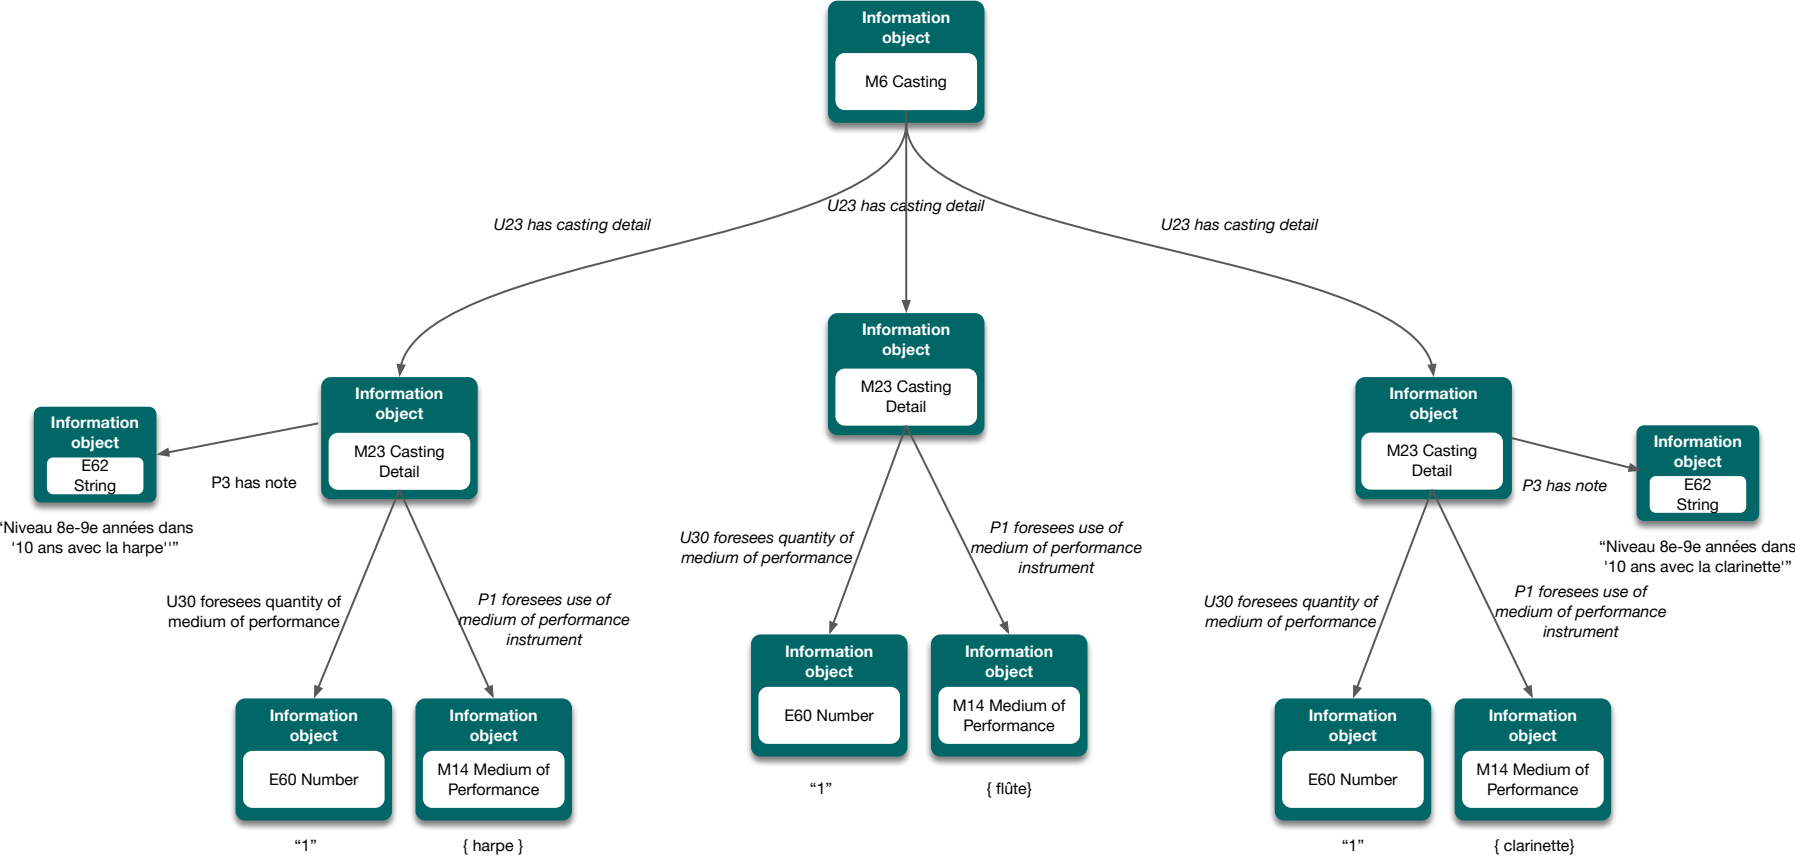 Information
object
M6 Casting
U23 has casting detail
U23 has casting detail
U23 has casting detail
Information
object
M23 Casting
Detail
Information
object
M23 Casting
Detail
Information
object
M23 Casting
Detail
Information
object
E62
String
P3 has note
“Niveau 8e-9e années dans
'10 ans avec la harpe''”
Information
object
E62
String
P3 has note
“Niveau 8e-9e années dans
'10 ans avec la clarinette'”
U30 foresees quantity of
medium of performance
P1 foresees use of
medium of performance
instrument
U30 foresees quantity of
medium of performance
P1 foresees use of
medium of performance
instrument
U30 foresees quantity of
medium of performance
P1 foresees use of
medium of performance
instrument
Information
object
E60 Number
“1”
Information
object
M14 Medium of
Performance
{ harpe }
Information
object
E60 Number
“1”
Information
object
M14 Medium of
Performance
{ flûte}
Information
object
E60 Number
“1”
Information
object
M14 Medium of
Performance
{ clarinette}